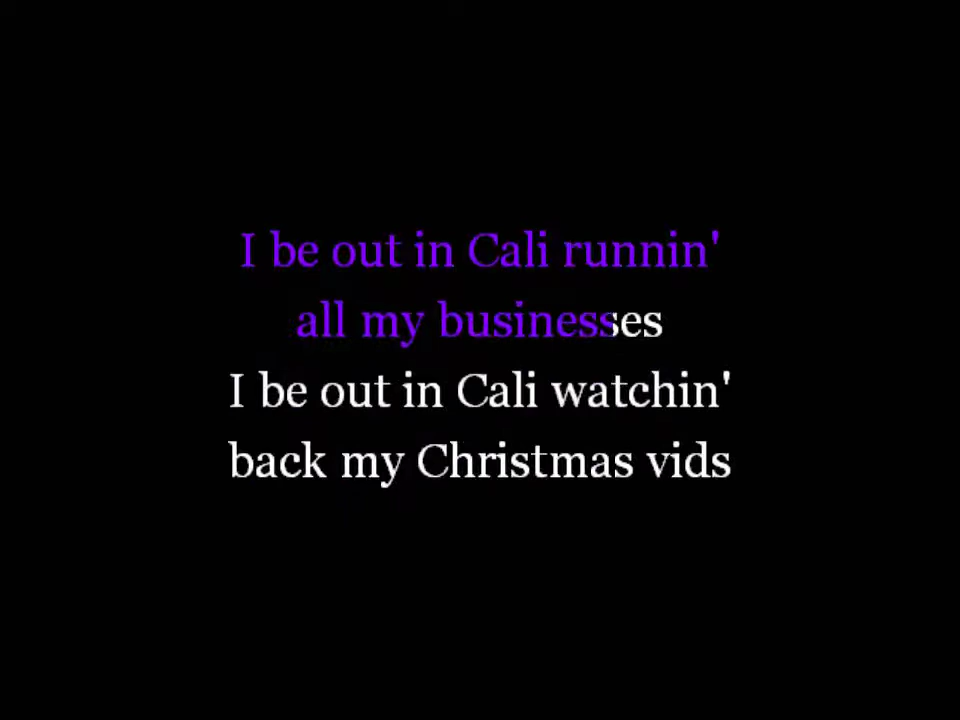 I be out in Cali runnin'
all my businesses
I be out in Cali watchin'
back my Christmas vids